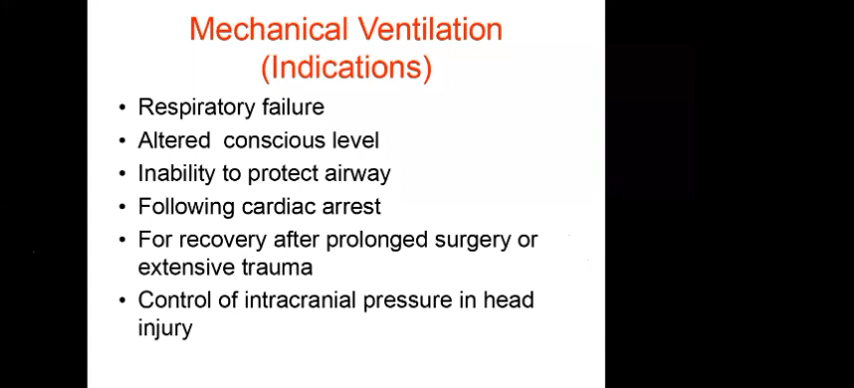 Mechanical Ventilation
(Indications)
• Respiratory failure
• Altered conscious level
• Inability to protect airway
• Following cardiac arrest
• For recovery after prolonged surgery or
extensive trauma
• Control of intracranial pressure in head
injury